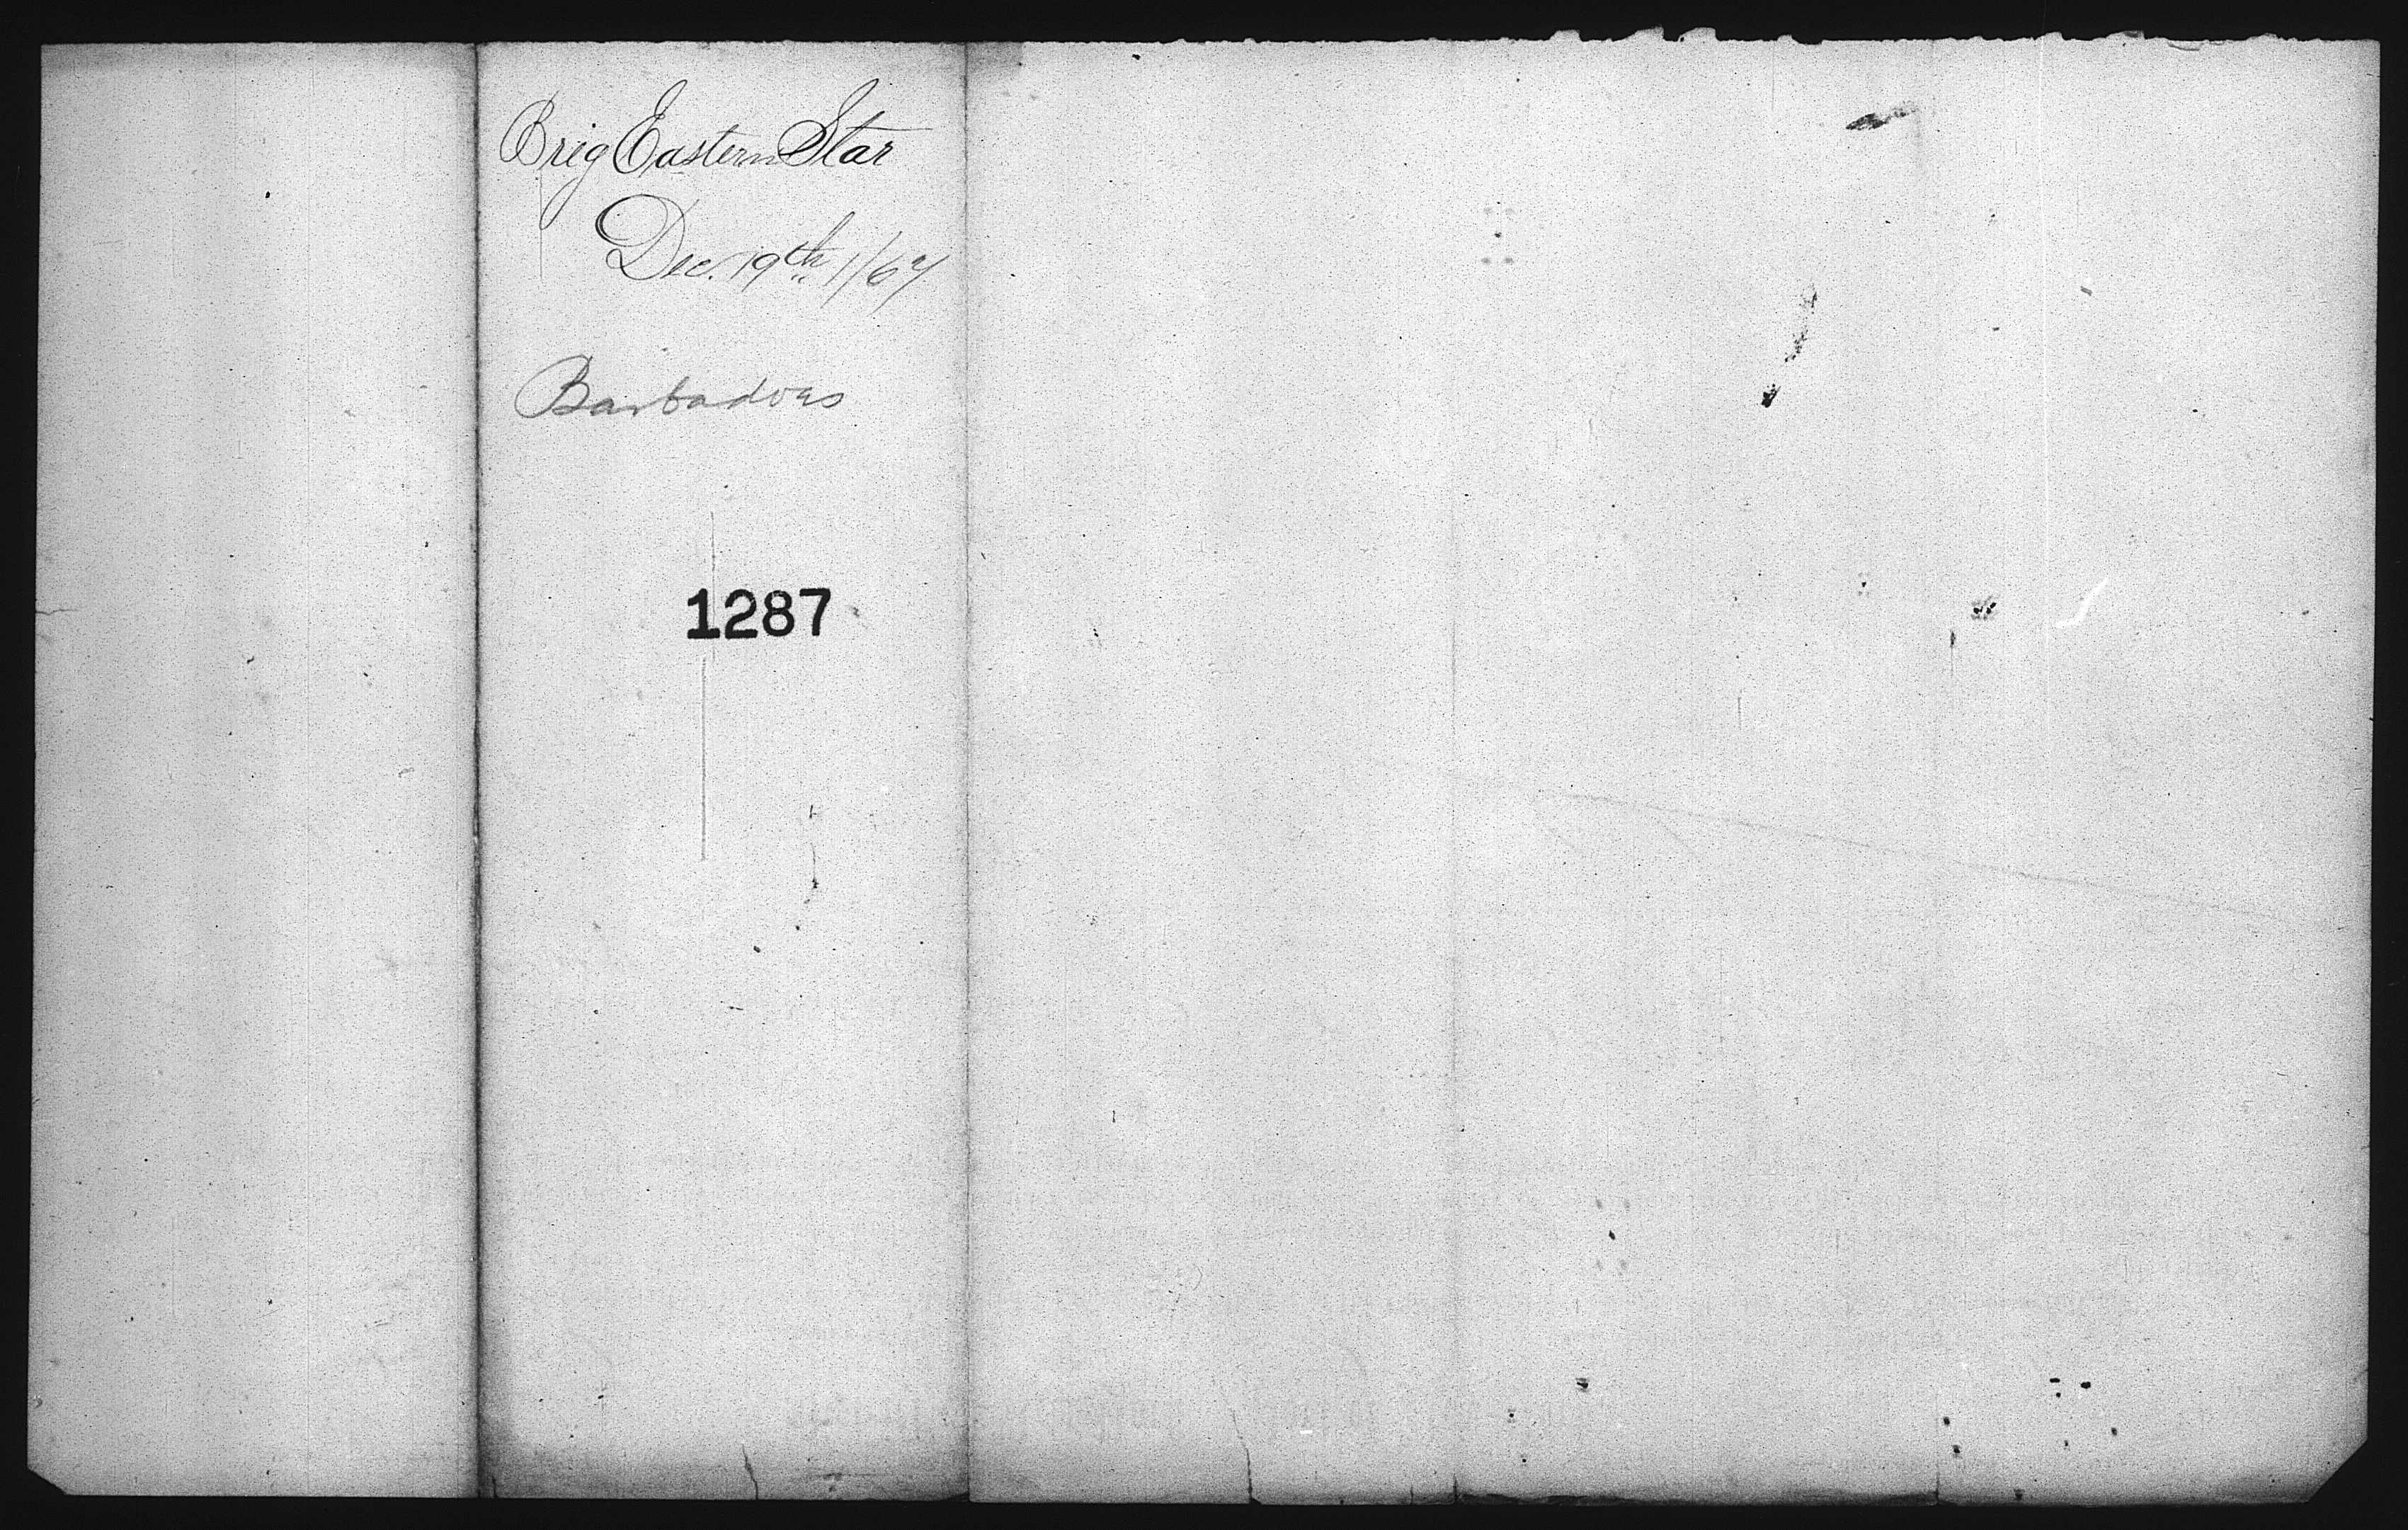 Brig Eastern Star
Dec. 19th 1/67
Barbadoes
1287